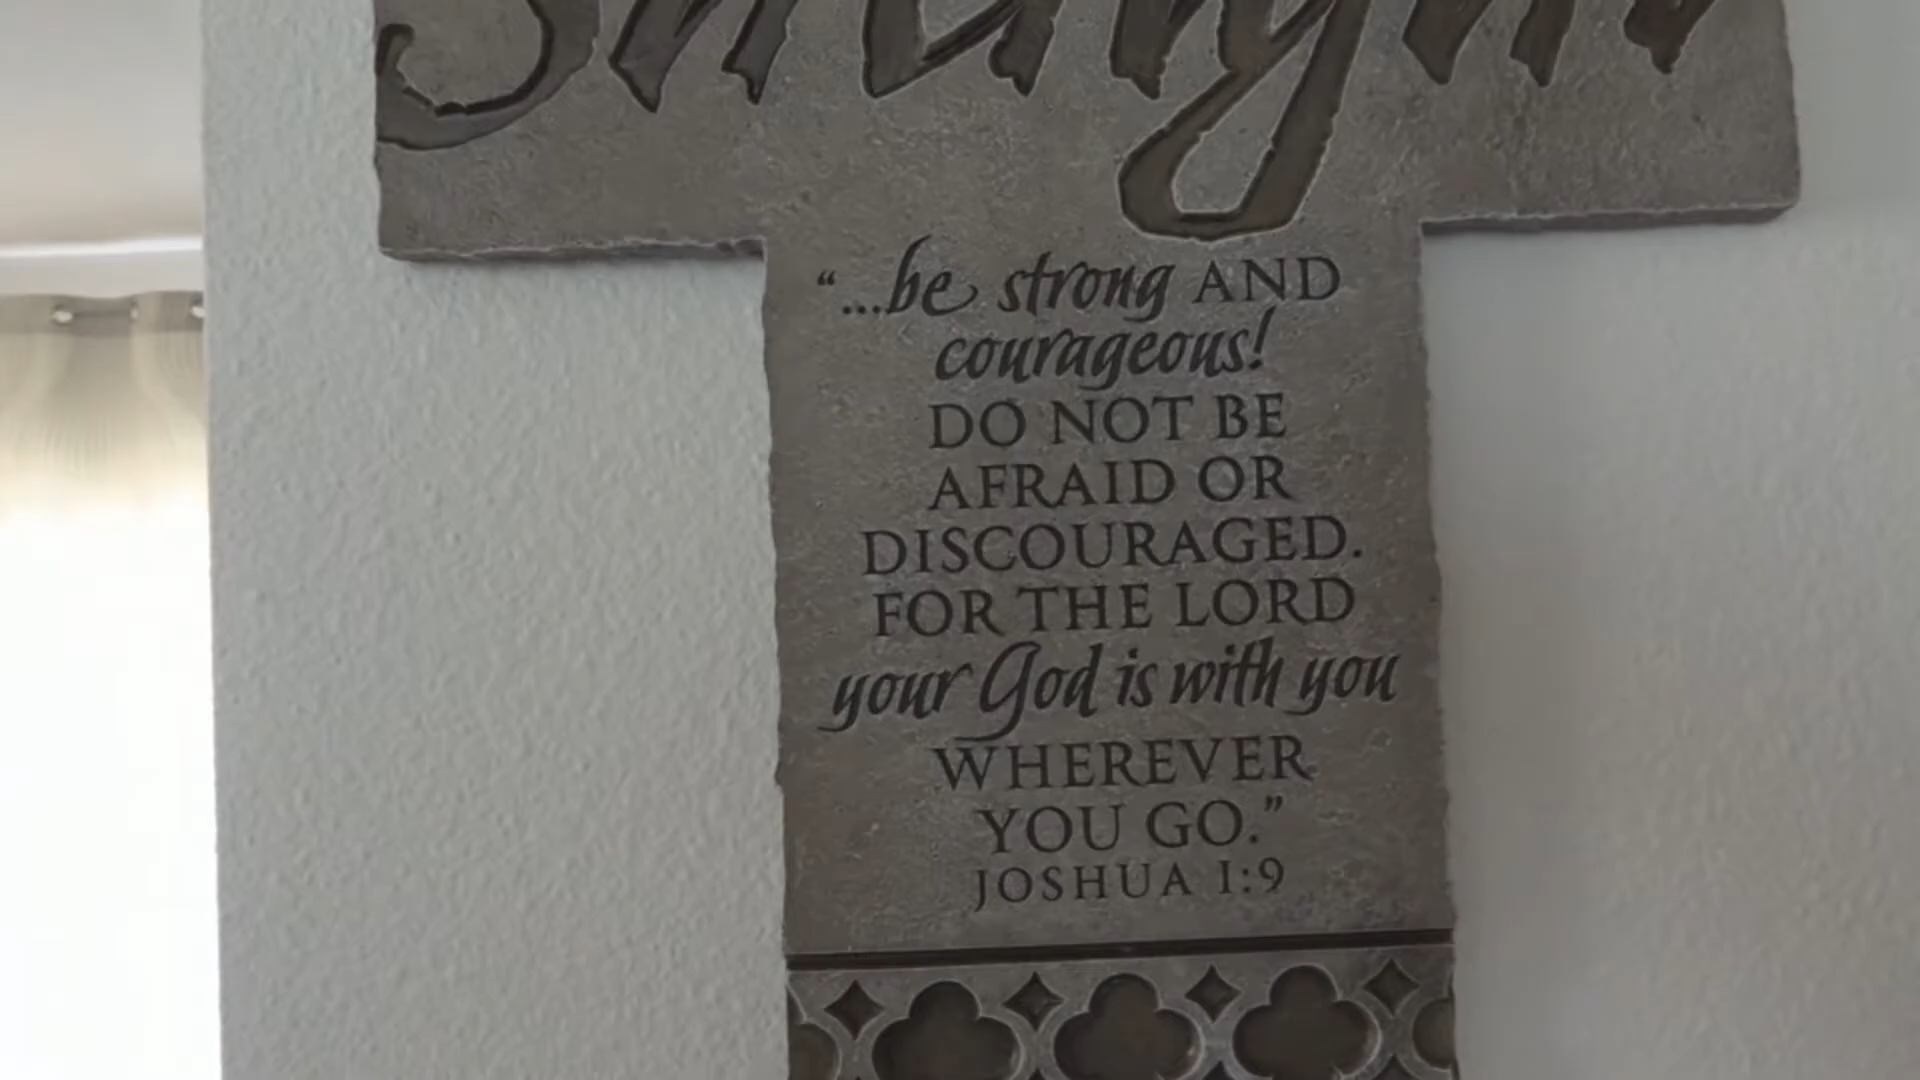 Strength
“...be strong AND
courageous!
DO NOT BE
AFRAID OR
DISCOURAGED.
FOR THE LORD
your God is with you
WHEREVER
YOU GO.”
JOSHUA 1:9